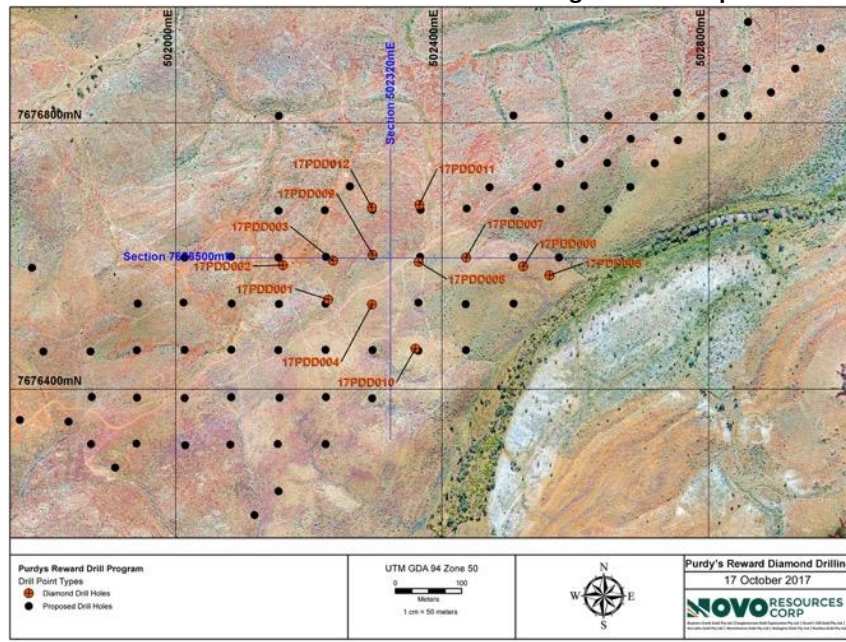 502000mE
502400mE
502800mE
Section 502320mE
7676800mN
17PDD012
17PDD011
17PDD009
17PDD003
17PDD007
Section 7676500mN
17PDD002
17PDD006
17PDD005
17PDD001
17PDD004
17PDD010
7676400mN
Purdys Reward Drill Program
Drill Point Types
Diamond Drill Holes
Proposed Drill Holes
UTM GDA 94 Zone 50
0 100
Meters
1 cm = 50 meters
N
W E
S
Purdy's Reward Diamond Drilling
17 October 2017
NOVO RESOURCES
CORP